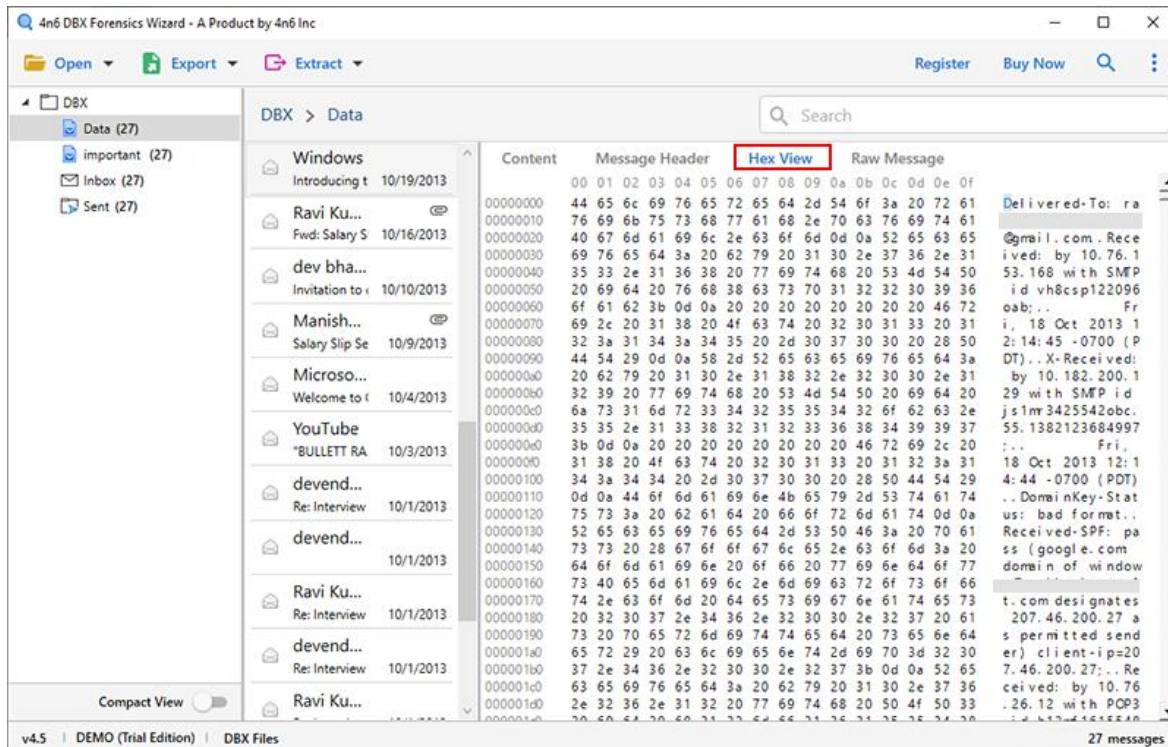 4n6 DBX Forensics Wizard - A Product by 4n6 Inc
Open Export Extract Register Buy Now
DBX
Data (27)
important (27)
Inbox (27)
Sent (27)
DBX > Data
Search
Windows
Introducing t 10/19/2013
Ravi Ku...
Fwd: Salary S 10/16/2013
dev bha...
Invitation to 10/10/2013
Manish...
Salary Slip Se 10/9/2013
Microso...
Welcome to 10/4/2013
YouTube
"BULLETT RA 10/3/2013
devend...
Re: Interview 10/1/2013
devend...
10/1/2013
Ravi Ku...
Re: Interview 10/1/2013
devend...
Re: Interview 10/1/2013
Ravi Ku...
Content Message Header Hex View Raw Message
00 01 02 03 04 05 06 07 08 09 0a 0b 0c 0d 0e 0f
00000000 44 65 6c 69 76 65 72 65 64 2d 54 6f 3a 20 72 61 Delivered-To: ra
00000010 76 69 6b 75 73 68 77 61 68 2e 70 63 76 69 74 61
00000020 40 67 6d 61 69 6c 2e 63 6f 6d 0d 0a 52 65 63 65 @gmail.com.Rece
00000030 69 76 65 64 3a 20 62 79 20 31 30 2e 37 36 2e 31 ived: by 10.76.1
00000040 35 33 2e 31 36 38 20 77 69 74 68 20 53 4d 54 50 53.168 with SMTP
00000050 20 69 64 20 76 68 38 63 73 70 31 32 32 30 39 36 id vh8csp122096
00000060 6f 61 62 3b 0d 0a 20 20 20 20 20 20 20 20 46 72 oab;.. Fr
00000070 69 2c 20 31 38 20 4f 63 74 20 32 30 31 33 20 31 i, 18 Oct 2013 1
00000080 32 3a 31 34 3a 34 35 20 2d 30 37 30 30 20 28 50 2:14:45 -0700 (P
00000090 44 54 29 0d 0a 58 2d 52 65 63 65 69 76 65 64 3a DT)..X-Received:
000000a0 20 62 79 20 31 30 2e 31 38 32 2e 32 30 30 2e 31 by 10.182.200.1
000000b0 32 39 20 77 69 74 68 20 53 4d 54 50 20 69 64 20 29 with SMTP id
000000c0 6a 73 31 6d 72 33 34 32 35 35 34 32 6f 62 63 2e js1mr3425542obc.
000000d0 35 35 2e 31 33 38 32 31 32 33 36 38 34 39 39 37 55.1382123684997
000000e0 3b 0d 0a 20 20 20 20 20 20 20 20 46 72 69 2c 20 ;.. Fri,
000000f0 31 38 20 4f 63 74 20 32 30 31 33 20 31 32 3a 31 18 Oct 2013 12:1
00000100 34 3a 34 34 20 2d 30 37 30 30 20 28 50 44 54 29 4:44 -0700 (PDT)
00000110 0d 0a 44 6f 6d 61 69 6e 4b 65 79 2d 53 74 61 74 ..DomainKey-Stat
00000120 75 73 3a 20 62 61 64 20 66 6f 72 6d 61 74 0d 0a us: bad format..
00000130 52 65 63 65 69 76 65 64 2d 53 50 46 3a 20 70 61 Received-SPF: pa
00000140 73 73 20 28 67 6f 6f 67 6c 65 2e 63 6f 6d 3a 20 ss (google.com
00000150 64 6f 6d 61 69 6e 20 6f 66 20 77 69 6e 64 6f 77 domain of window
00000160 73 40 65 6d 61 69 6c 2e 6d 69 63 72 6f 73 6f 66
00000170 74 2e 63 6f 6d 20 64 65 73 69 67 6e 61 74 65 73 t.com designates
00000180 20 32 30 37 2e 34 36 2e 32 30 30 2e 32 37 20 61 207.46.200.27 a
00000190 73 20 70 65 72 6d 69 74 74 65 64 20 73 65 6e 64 s permitted send
000001a0 65 72 29 20 63 6c 69 65 6e 74 2d 69 70 3d 32 30 er) client-ip=20
000001b0 37 2e 34 36 2e 32 30 30 2e 32 37 3b 0d 0a 52 65 7.46.200.27;..Re
000001c0 63 65 69 76 65 64 3a 20 62 79 20 31 30 2e 37 36 ceived: by 10.76
000001d0 2e 32 36 2e 31 32 20 77 69 74 68 20 50 4f 50 33 .26.12 with POP3
Compact View
v4.5 DEMO (Trial Edition) DBX Files 27 messages